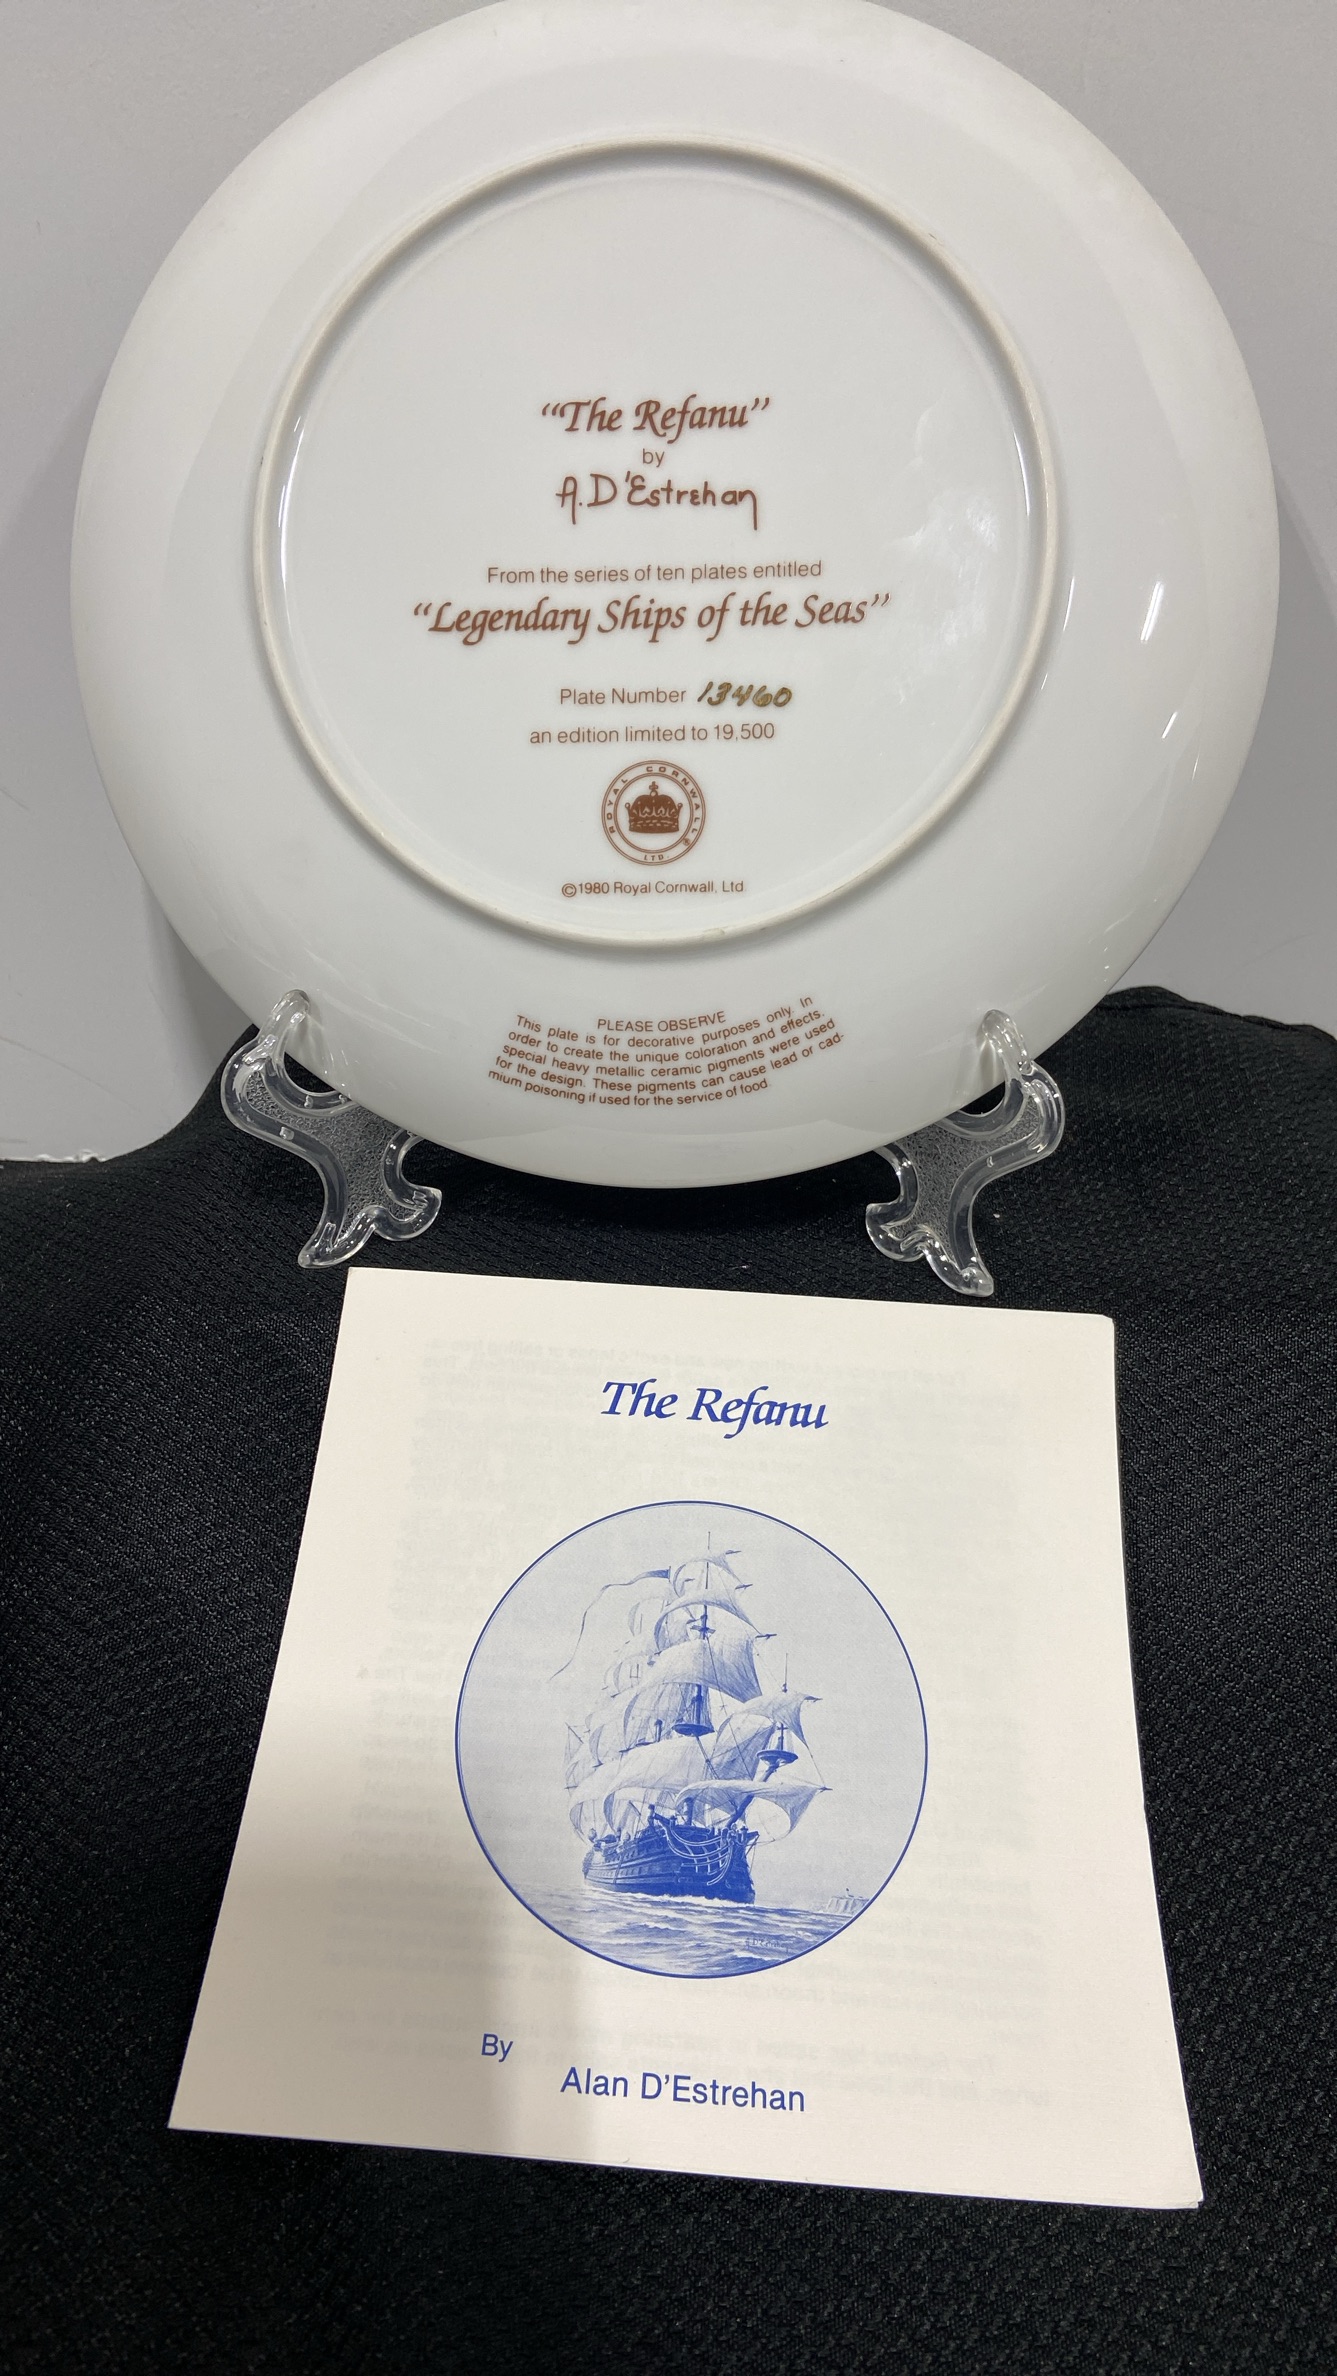 “The Refanu”
by
A. D'Estrehan
From the series of ten plates entitled
“Legendary Ships of the Seas”
Plate Number 13460
an edition limited to 19,500
ROYAL CORNWALL ®
LTD.
©1980 Royal Cornwall, Ltd
PLEASE OBSERVE
This plate is for decorative purposes only. In
order to create the unique coloration and effects.
special heavy metallic ceramic pigments were used
for the design. These pigments can cause lead or cad-
mium poisoning if used for the service of food.
The Refanu
By
Alan D’Estrehan